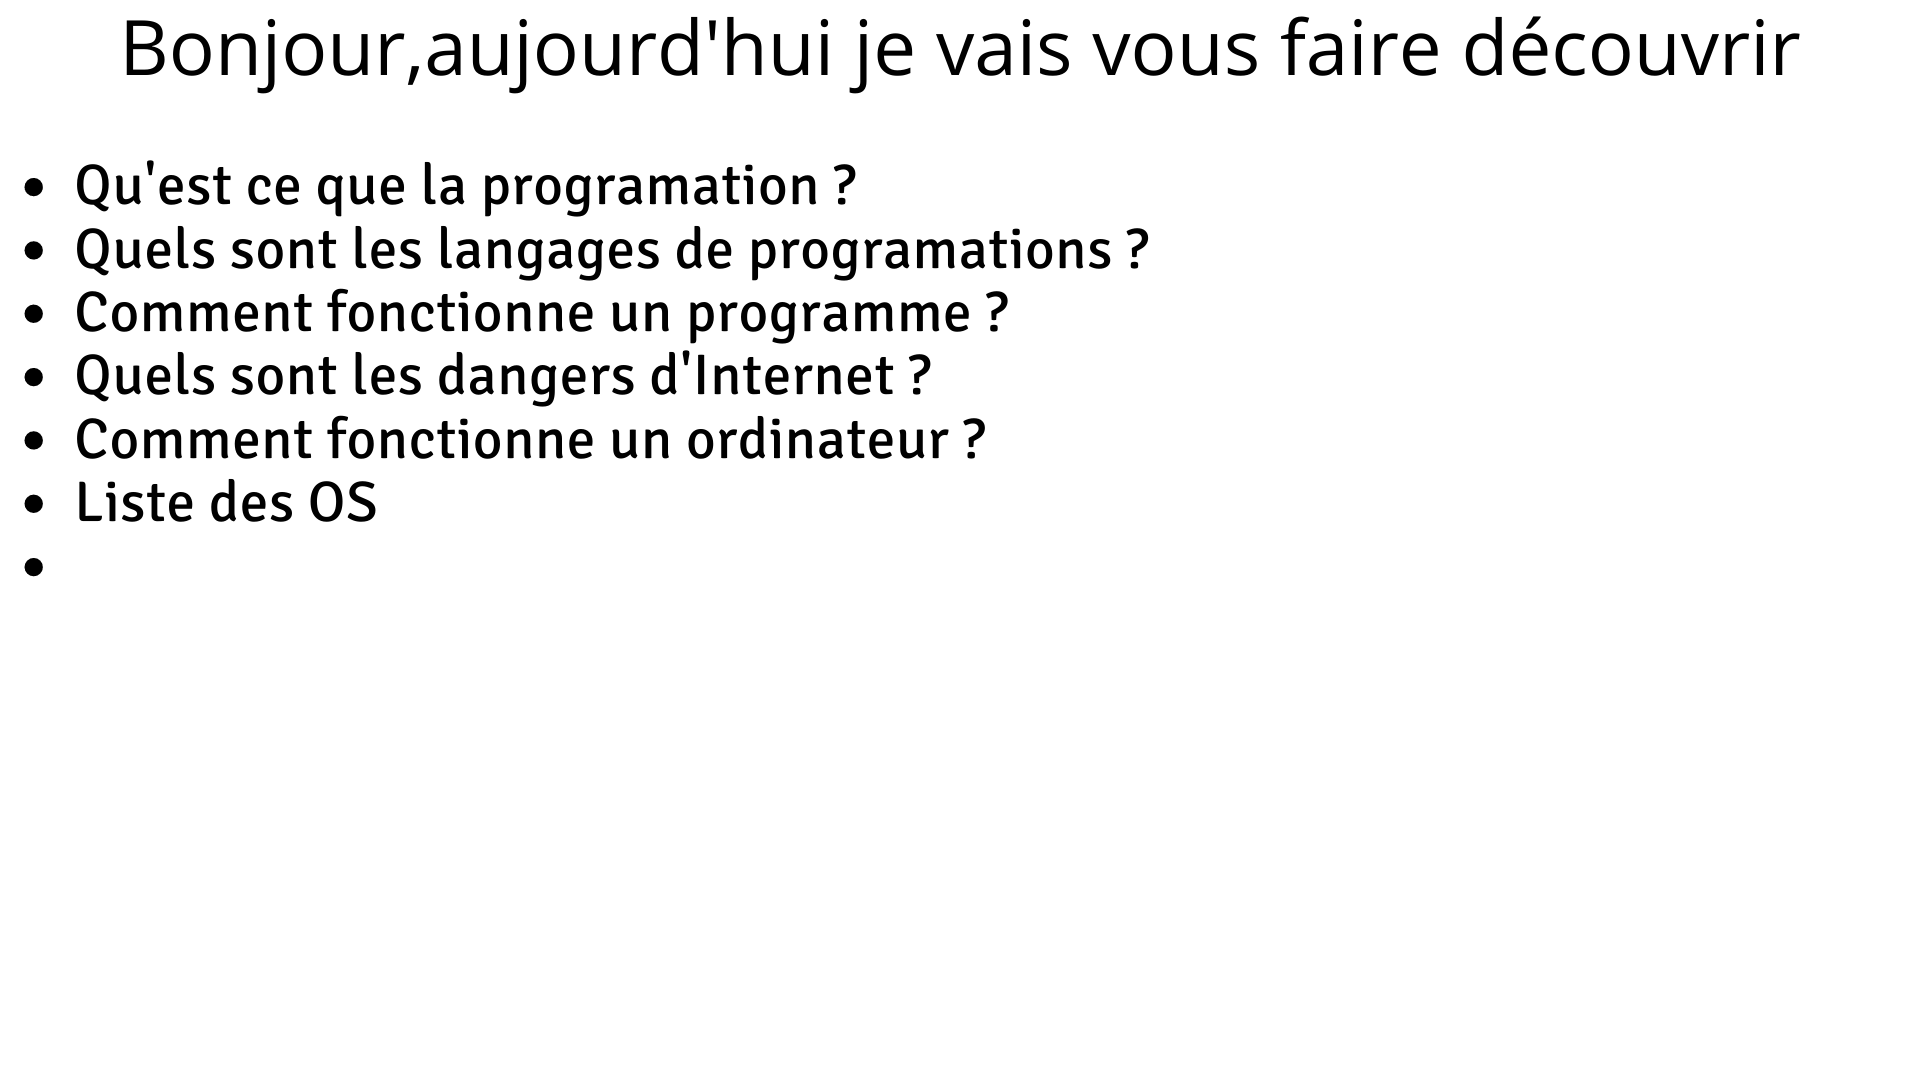 Bonjour,aujourd'hui je vais vous faire découvrir
• Qu'est ce que la programation ?
• Quels sont les langages de programations ?
• Comment fonctionne un programme ?
• Quels sont les dangers d'Internet ?
• Comment fonctionne un ordinateur ?
• Liste des OS
•